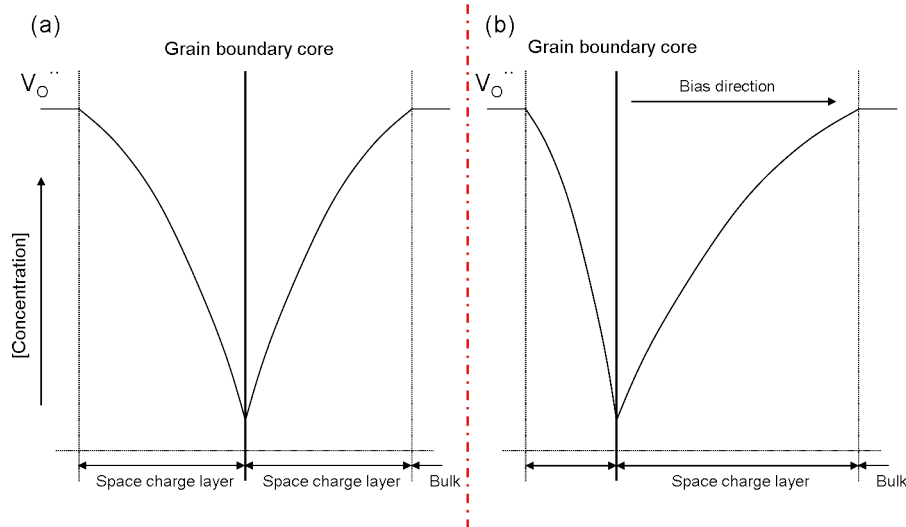 (a)
Grain boundary core
V_O ¨
[Concentration]
Space charge layer
Space charge layer
Bulk
(b)
Grain boundary core
V_O ¨
Bias direction
Space charge layer
Bulk